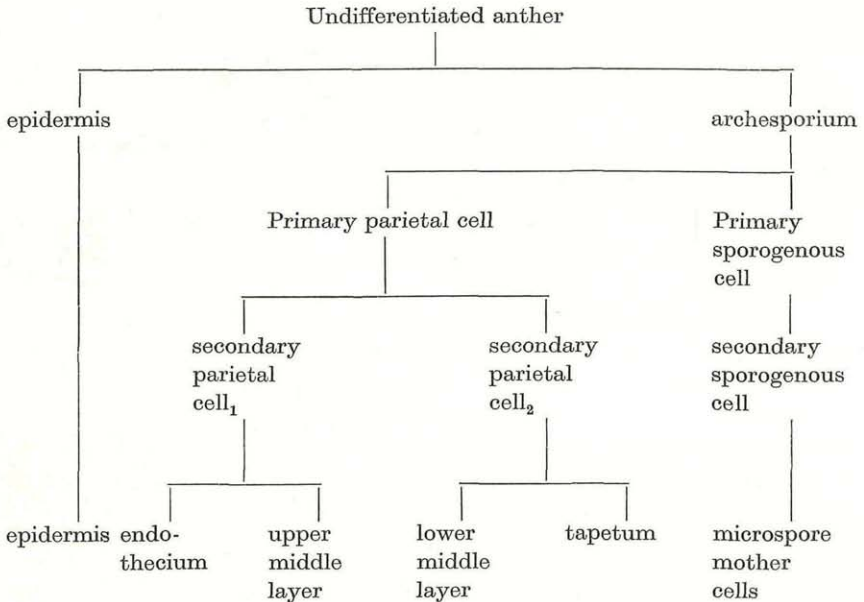 Undifferentiated anther
epidermis
archesporium
Primary parietal cell
Primary
sporogenous
cell
secondary
parietal
cell₁
secondary
parietal
cell₂
secondary
sporogenous
cell
epidermis
endo-
thecium
upper
middle
layer
lower
middle
layer
tapetum
microspore
mother
cells